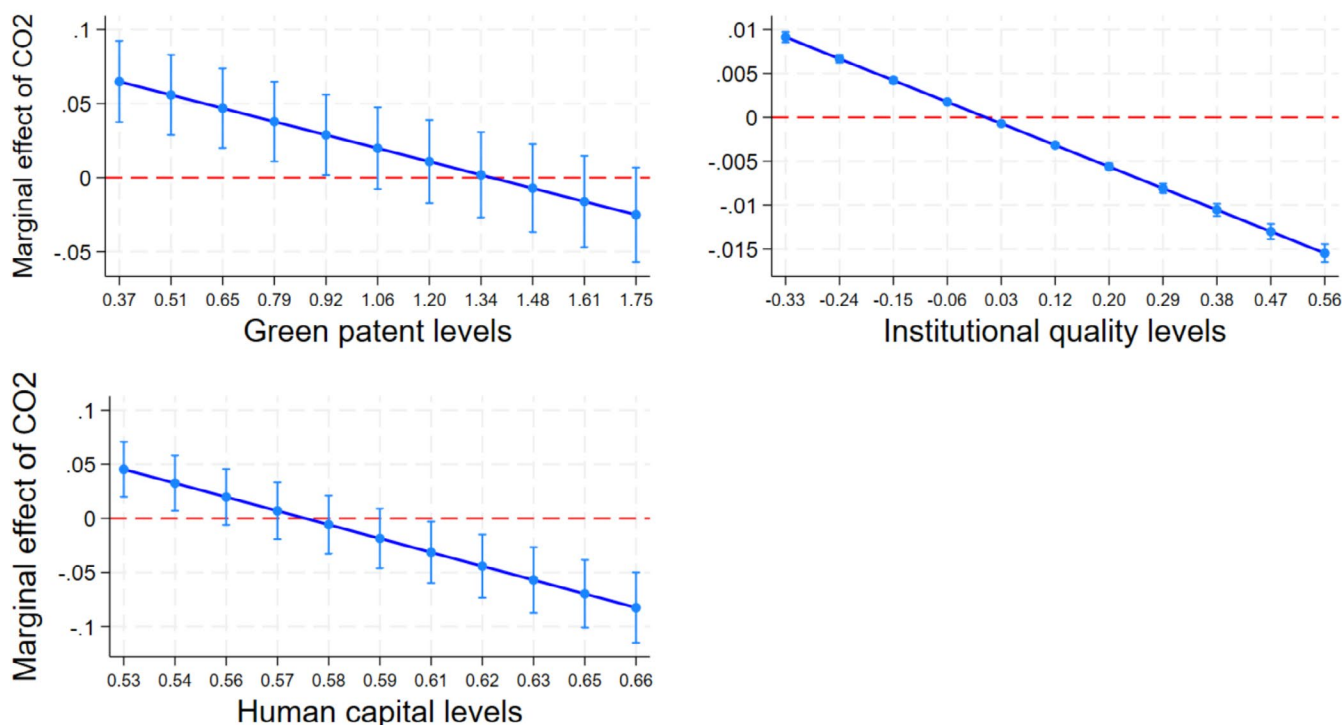 Marginal effect of CO2
.1
.05
0
-.05
0.37 0.51 0.65 0.79 0.92 1.06 1.20 1.34 1.48 1.61 1.75
Green patent levels
.01
.005
0
-.005
-.01
-.015
-0.33 -0.24 -0.15 -0.06 0.03 0.12 0.20 0.29 0.38 0.47 0.56
Institutional quality levels
Marginal effect of CO2
.1
.05
0
-.05
-.1
0.53 0.54 0.56 0.57 0.58 0.59 0.61 0.62 0.63 0.65 0.66
Human capital levels